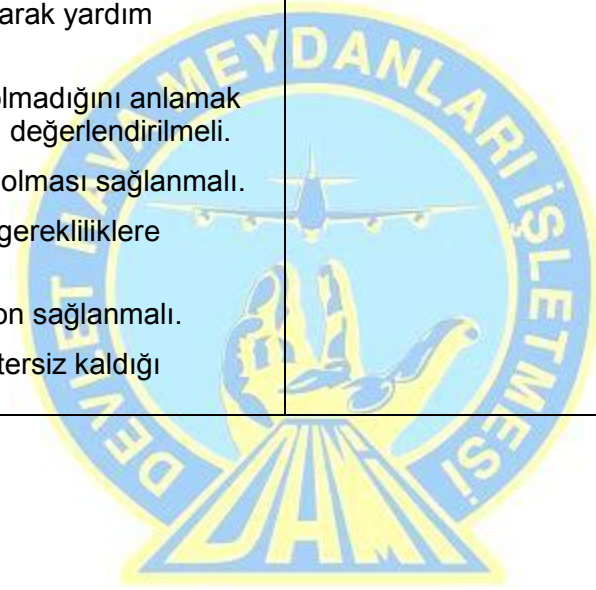 arak yardım
olmadığını anlamak
değerlendirilmeli.
olması sağlanmalı.
gerekliliklere
on sağlanmalı.
tersiz kaldığı
DEVLET HAVA MEYDANLARI İŞLETMESİ
DHMİ